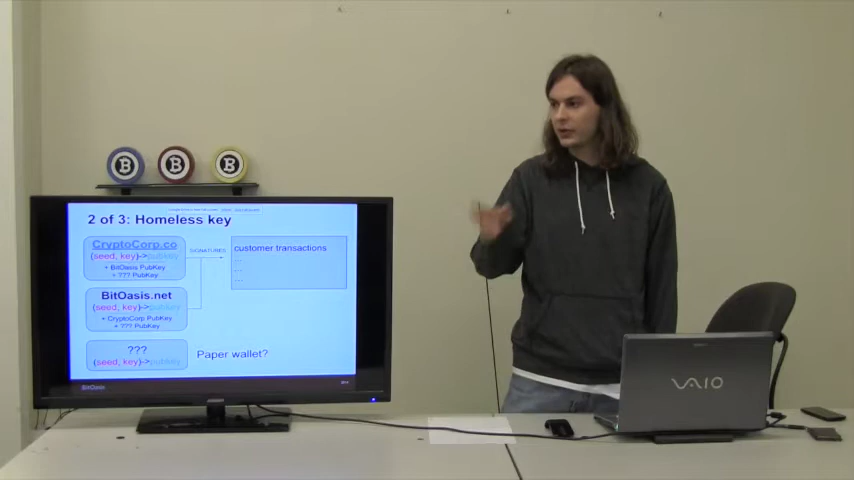 2 of 3: Homeless key
CryptoCorp.co
(seed, key)->pubkey
+ BitOasis PubKey
+ ??? PubKey
SIGNATURES
customer transactions
...
...
...
BitOasis.net
(seed, key)->pubkey
+ CryptoCorp PubKey
+ ??? PubKey
???
(seed, key)->pubkey
Paper wallet?
BitOasis
VAIO